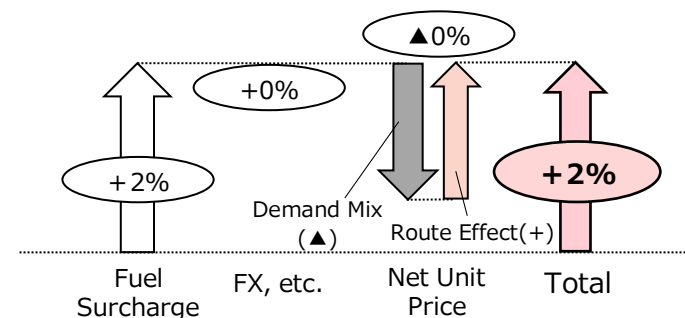 ▲0%
+0%
+2%
+2%
Demand Mix
(▲)
Route Effect(+)
Fuel
Surcharge
FX, etc.
Net Unit
Price
Total